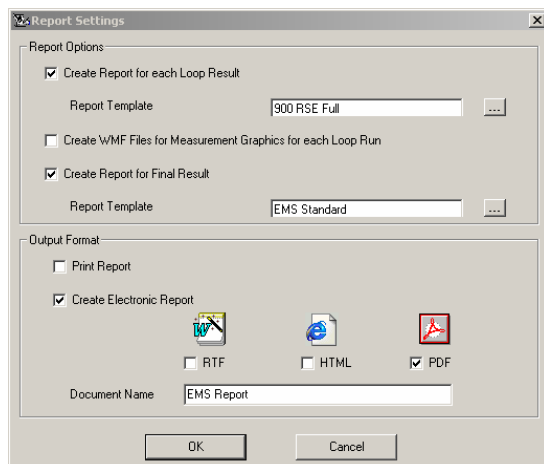 Report Settings
Report Options
Create Report for each Loop Result
Report Template 900 RSE Full ...
Create WMF Files for Measurement Graphics for each Loop Run
Create Report for Final Result
Report Template EMS Standard ...
Output Format
Print Report
Create Electronic Report
RTF HTML PDF
Document Name EMS Report
OK Cancel